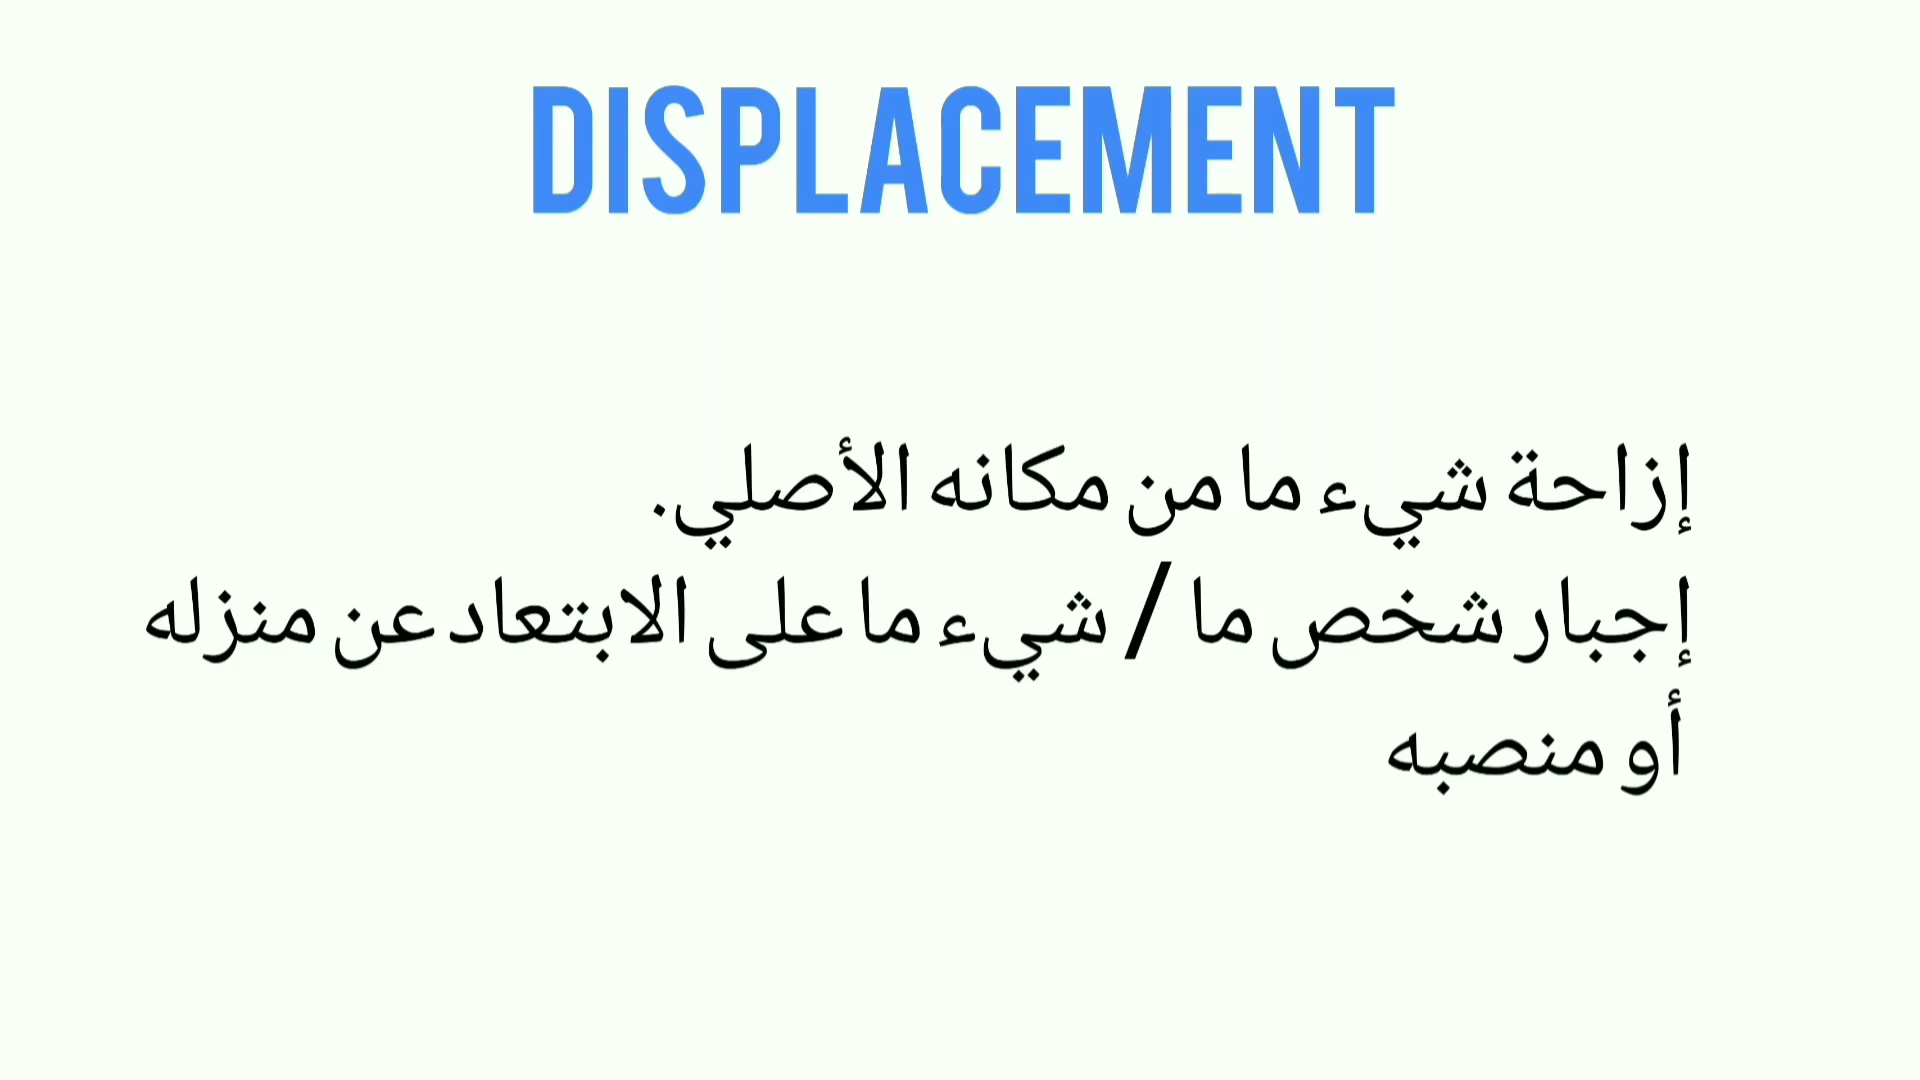 DISPLACEMENT
إزاحة شيء ما من مكانه الأصلي.
إجبار شخص ما / شيء ما على الابتعاد عن منزله
أو منصبه